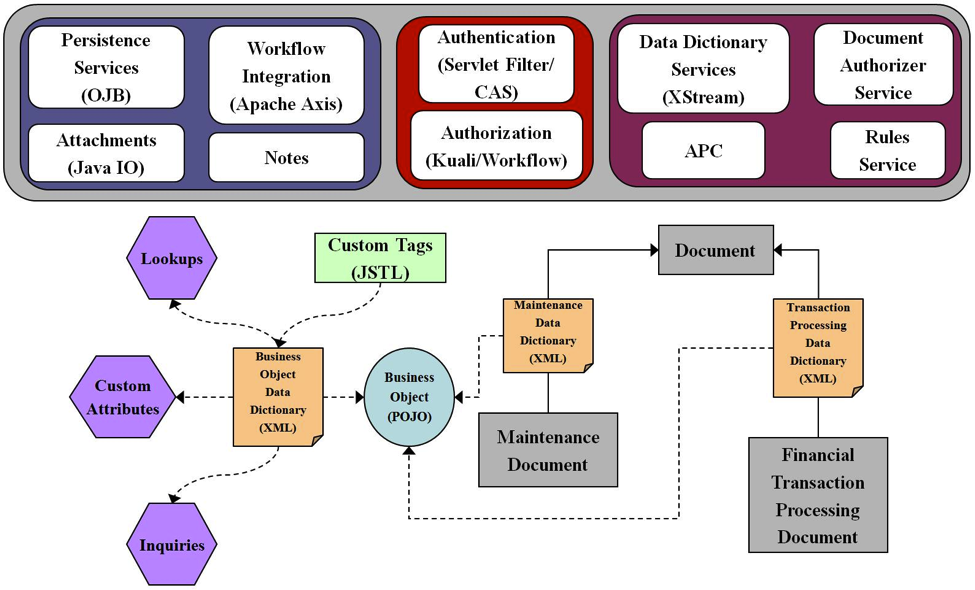 Persistence
Services
(OJB)
Workflow
Integration
(Apache Axis)
Attachments
(Java IO)
Notes
Authentication
(Servlet Filter/
CAS)
Authorization
(Kuali/Workflow)
Data Dictionary
Services
(XStream)
Document
Authorizer
Service
APC
Rules
Service
Lookups
Custom Tags
(JSTL)
Document
Maintenance
Data
Dictionary
(XML)
Transaction
Processing
Data
Dictionary
(XML)
Custom
Attributes
Business
Object
Data
Dictionary
(XML)
Business
Object
(POJO)
Maintenance
Document
Financial
Transaction
Processing
Document
Inquiries